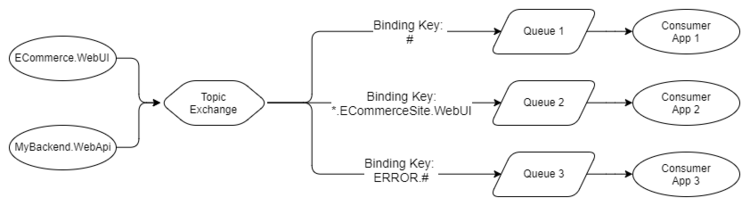 ECommerce.WebUI
MyBackend.WebApi
Topic
Exchange
Binding Key:
#
Queue 1
Consumer
App 1
Binding Key:
*.ECommerceSite.WebUI
Queue 2
Consumer
App 2
Binding Key:
ERROR.#
Queue 3
Consumer
App 3